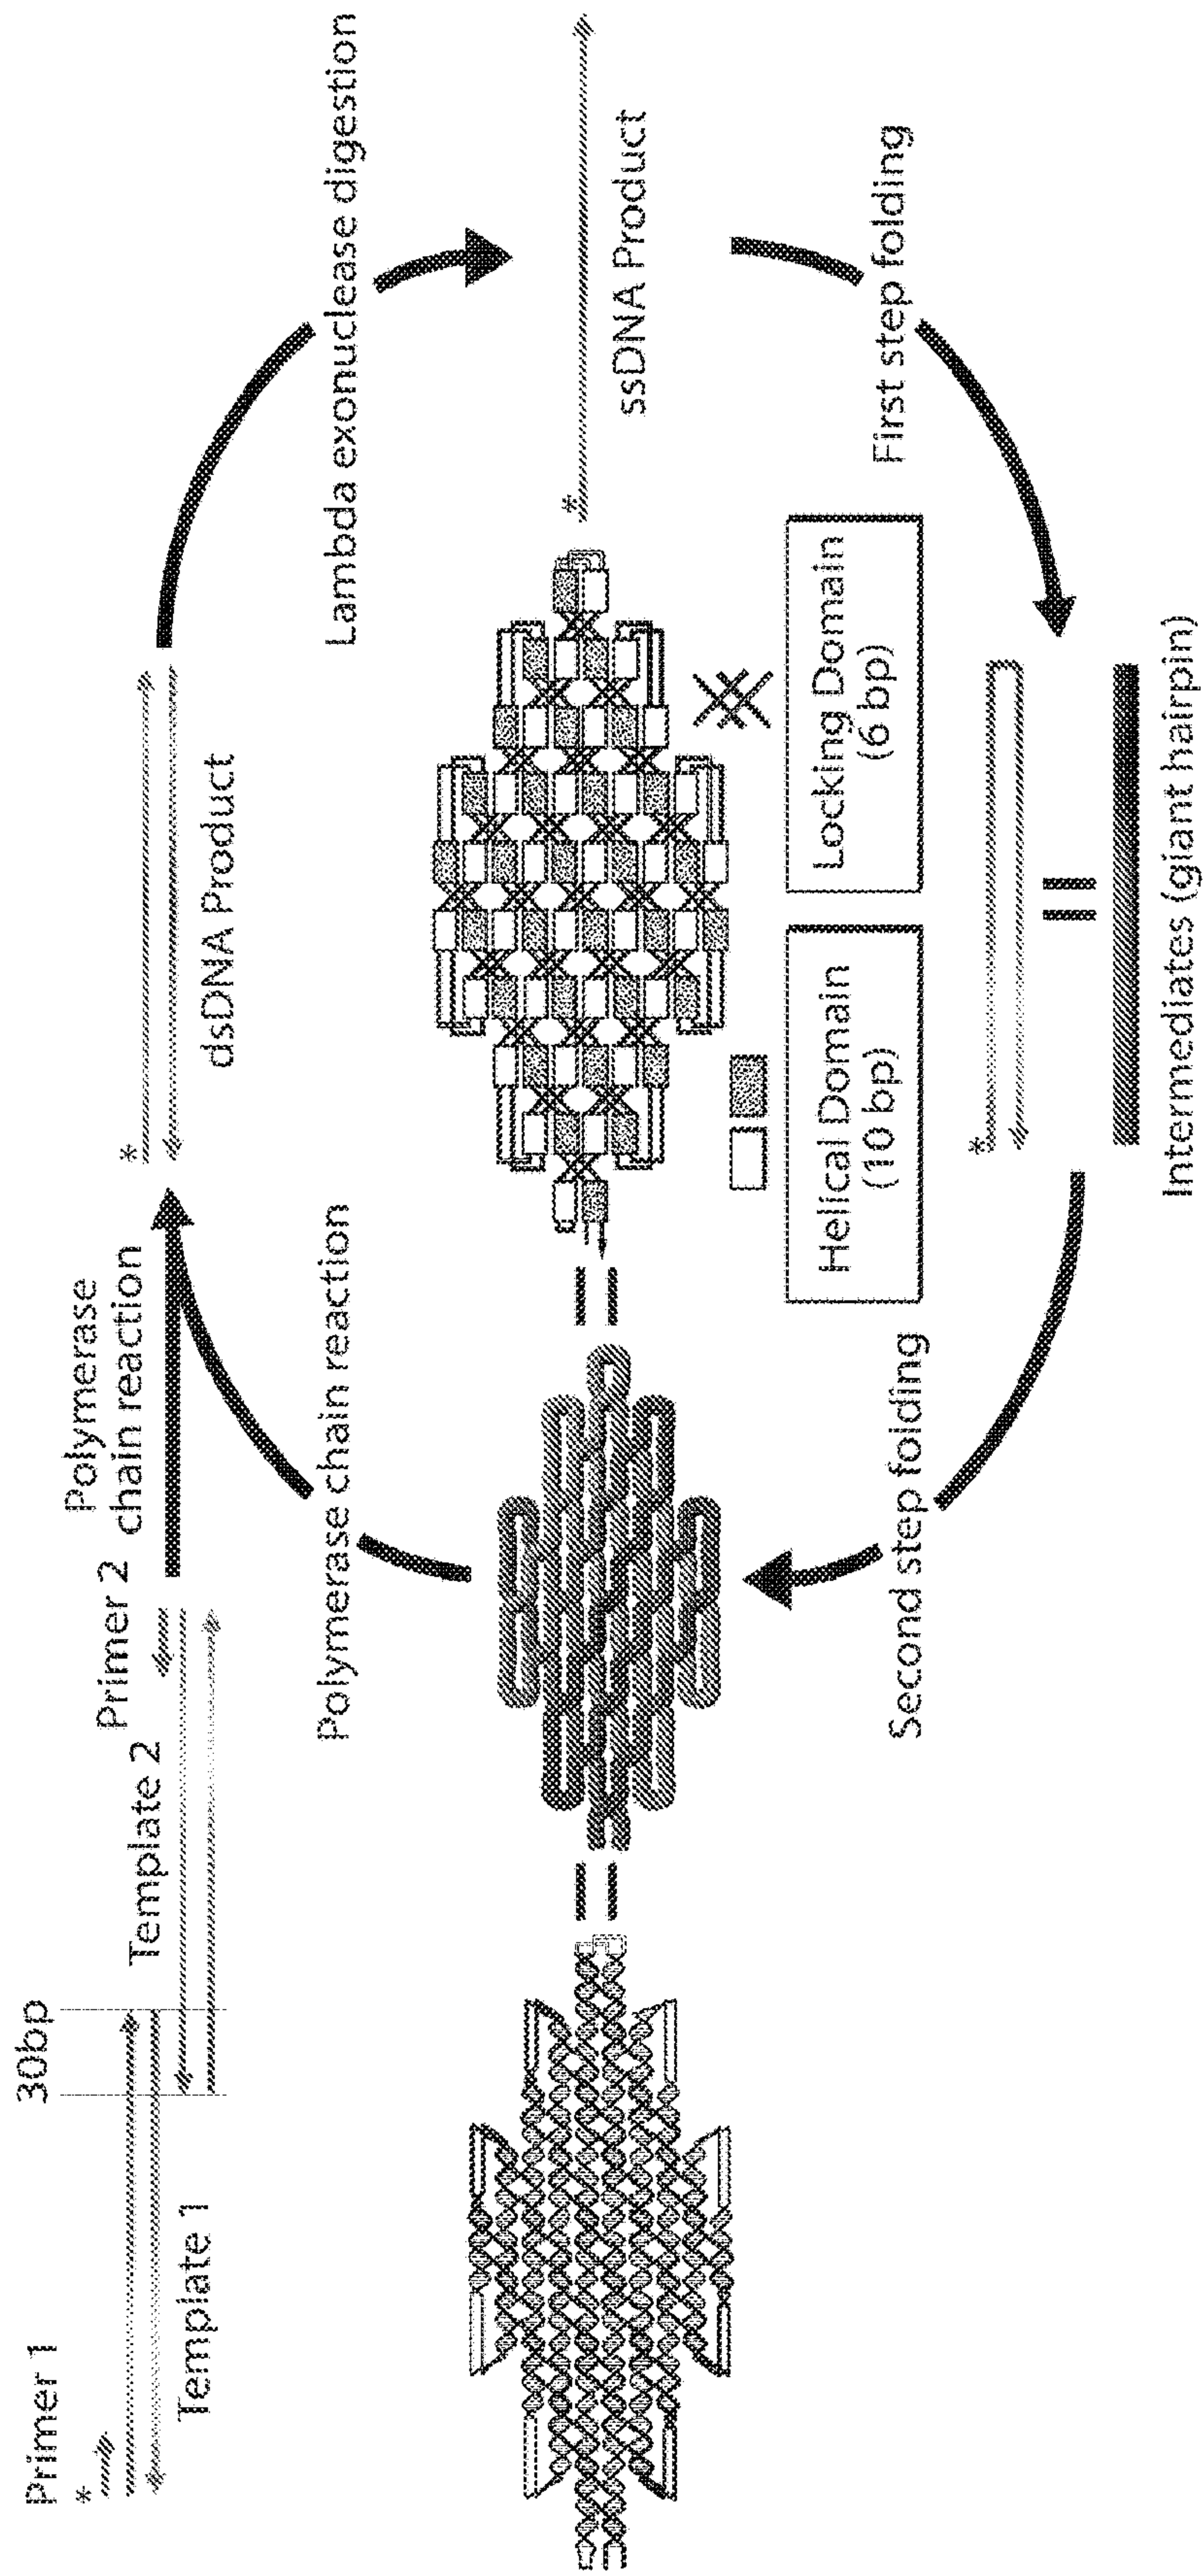 Primer 1
30bp
*
Template 1
Template 2
Primer 2
Polymerase
chain reaction
*
dsDNA Product
Polymerase chain reaction
Lambda exonuclease digestion
*
ssDNA Product
Helical Domain
(10 bp)
Locking Domain
(6 bp)
Second step folding
First step folding
*
Intermediates (giant hairpin)